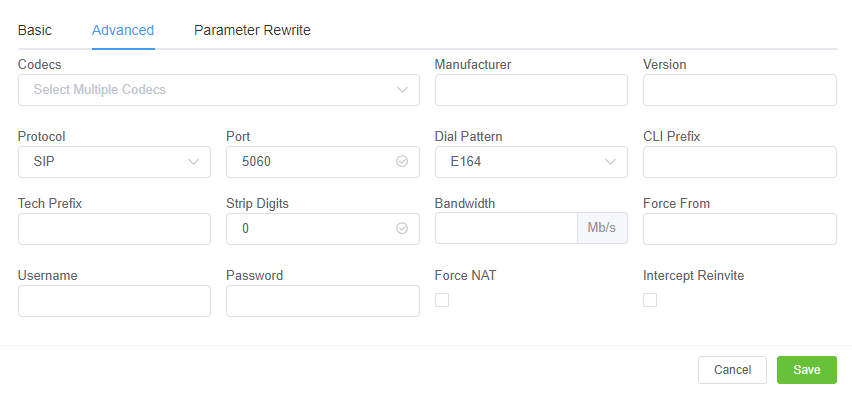 Basic Advanced Parameter Rewrite
Codecs Manufacturer Version
Select Multiple Codecs
Protocol Port Dial Pattern CLI Prefix
SIP 5060 E164
Tech Prefix Strip Digits Bandwidth Force From
0 Mb/s
Username Password Force NAT Intercept Reinvite
Cancel Save